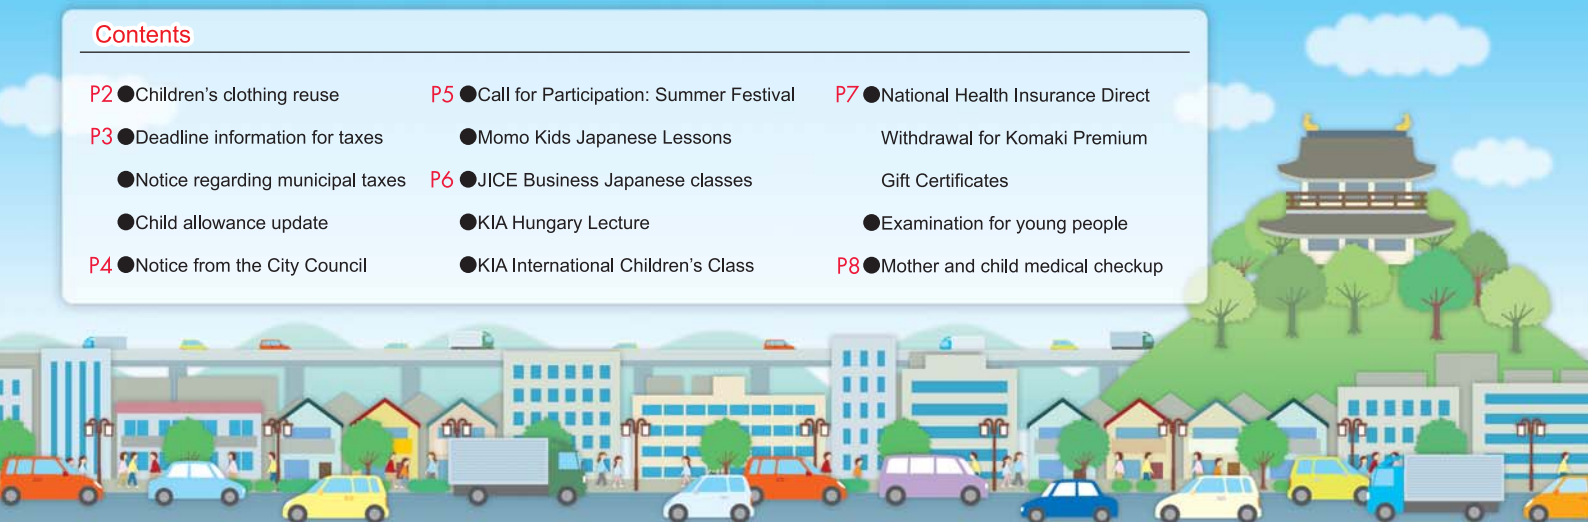 Contents
P2 ●Children's clothing reuse
P3 ●Deadline information for taxes
●Notice regarding municipal taxes
●Child allowance update
P4 ●Notice from the City Council
P5 ●Call for Participation: Summer Festival
●Momo Kids Japanese Lessons
P6 ●JICE Business Japanese classes
●KIA Hungary Lecture
●KIA International Children's Class
P7 ●National Health Insurance Direct
Withdrawal for Komaki Premium
Gift Certificates
●Examination for young people
P8 ●Mother and child medical checkup